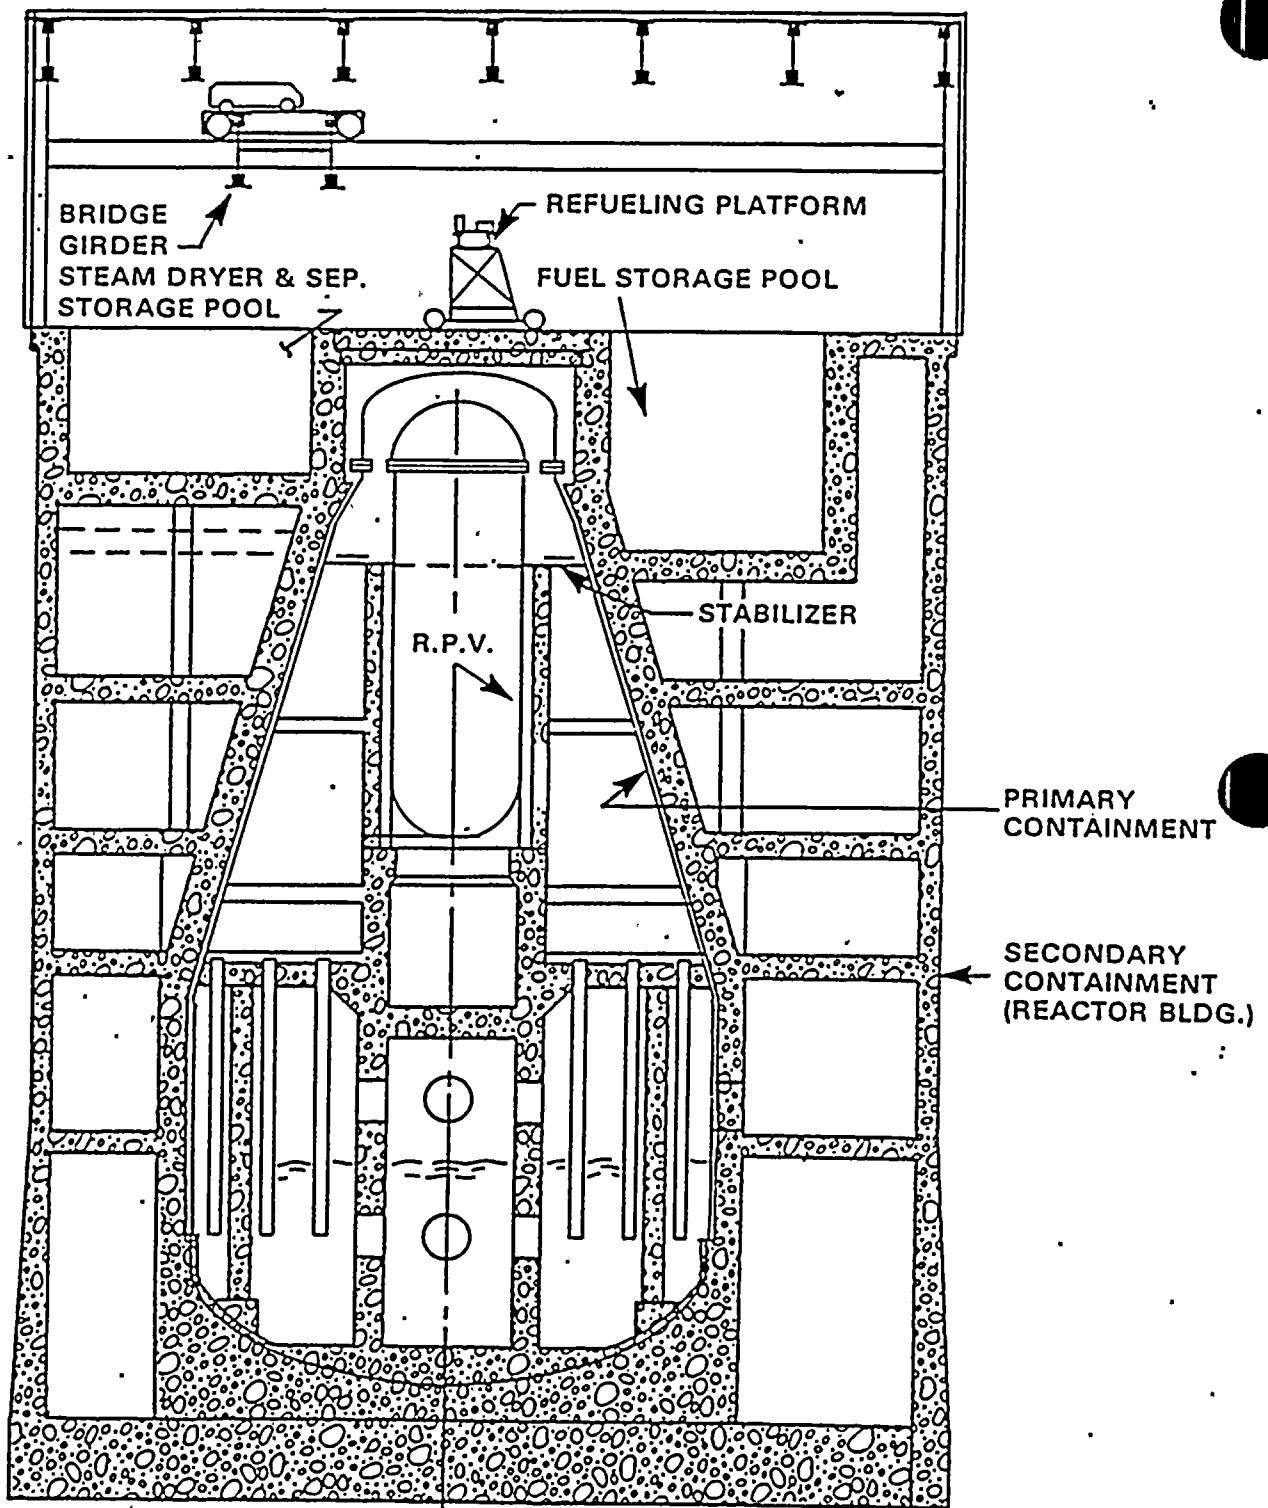 BRIDGE
GIRDER
STEAM DRYER & SEP.
STORAGE POOL
REFUELING PLATFORM
FUEL STORAGE POOL
STABILIZER
R.P.V.
PRIMARY
CONTAINMENT
SECONDARY
CONTAINMENT
(REACTOR BLDG.)